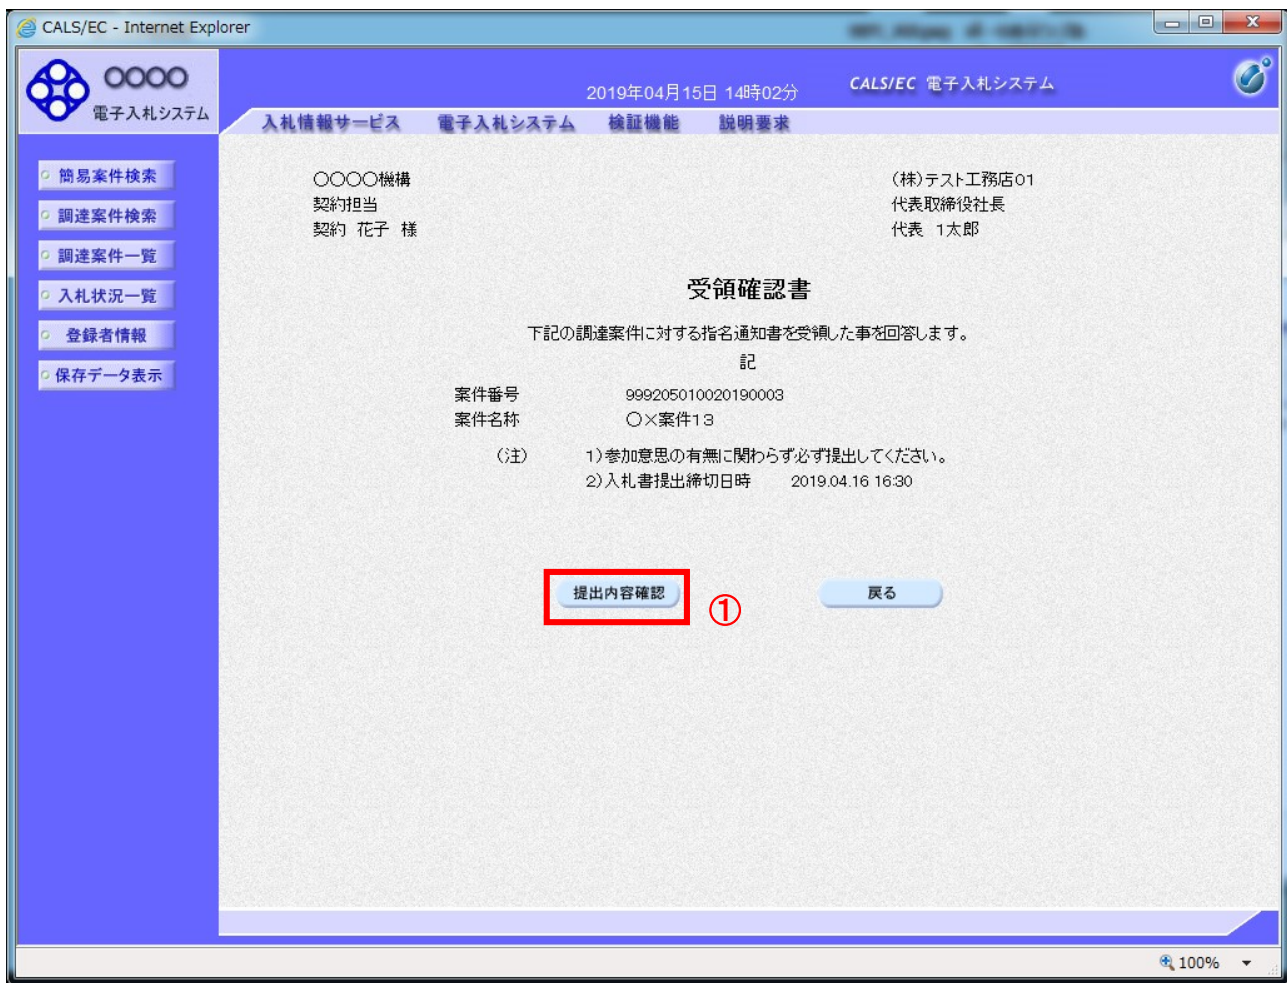 CALS/EC - Internet Explorer
〇〇〇〇
電子入札システム
2019年04月15日 14時02分
CALS/EC 電子入札システム
入札情報サービス 電子入札システム 検証機能 説明要求
簡易案件検索
調達案件検索
調達案件一覧
入札状況一覧
登録者情報
保存データ表示
〇〇〇〇機構
契約担当
契約 花子 様
(株)テスト工務店01
代表取締役社長
代表 1太郎
受領確認書
下記の調達案件に対する指名通知書を受領した事を回答します。
記
案件番号 999205010020190003
案件名称 〇×案件13
(注) 1)参加意思の有無に関わらず必ず提出してください。
2)入札書提出締切日時 2019.04.16 16:30
提出内容確認
①
戻る
100%